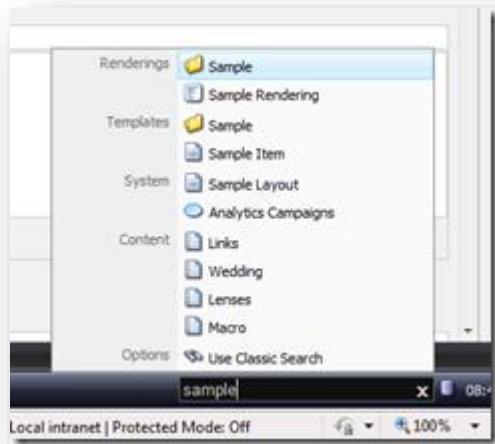 Renderings Sample
Sample Rendering
Templates Sample
Sample Item
System Sample Layout
Analytics Campaigns
Content Links
Wedding
Lenses
Macro
Options Use Classic Search
sample x 08:
Local intranet | Protected Mode: Off 100%